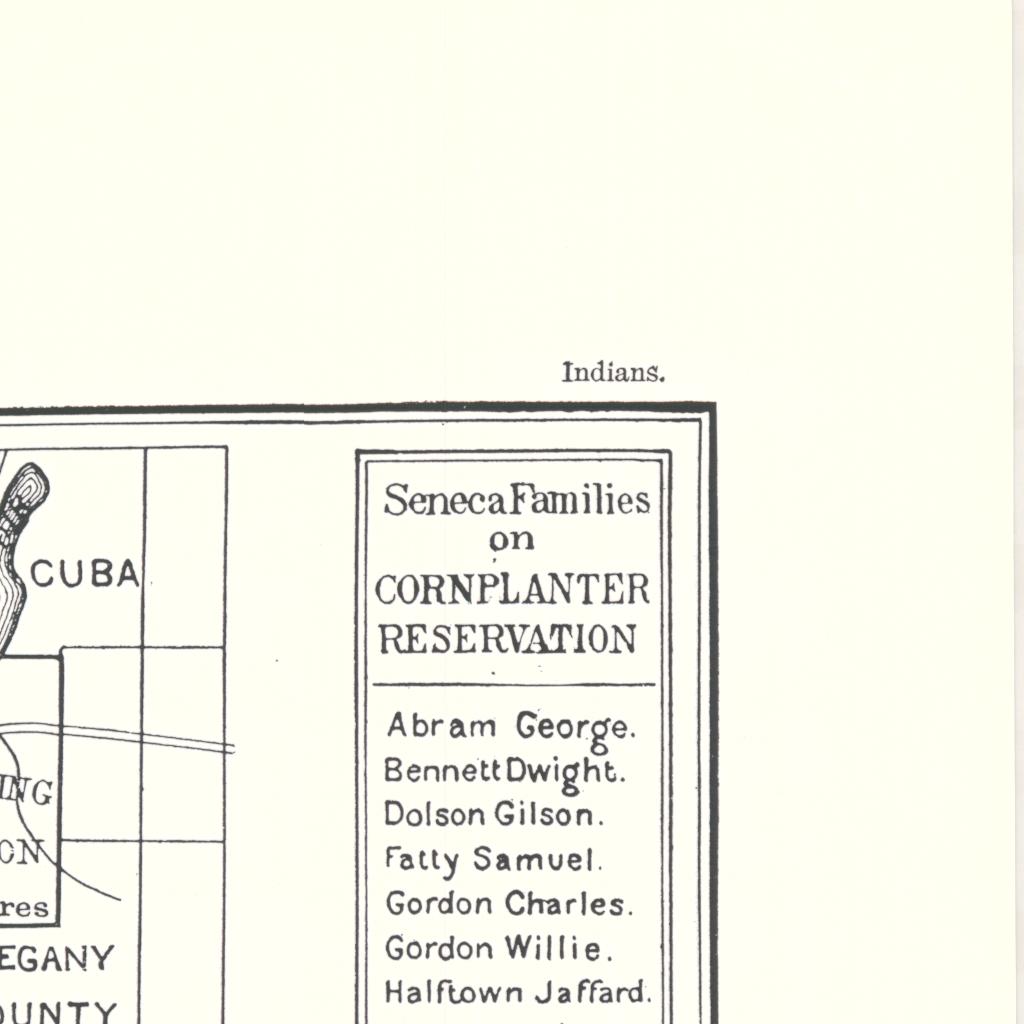 Indians.
CUBA
Seneca Families
on
CORNPLANTER
RESERVATION
Abram George.
Bennett Dwight.
Dolson Gilson.
Fatty Samuel.
Gordon Charles.
Gordon Willie.
Halftown Jaffard.
ING
ON
res
EGANY
OUNTY